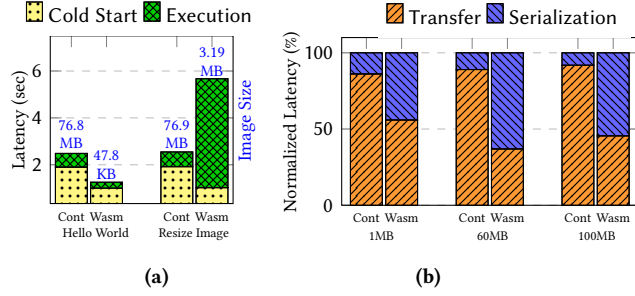 Cold Start Execution
Latency (sec)
6
4
2
76.8
MB
47.8
KB
76.9
MB
3.19
MB
Image Size
Cont Wasm Cont Wasm
Hello World Resize Image
(a)
Transfer Serialization
Normalized Latency (%)
100
50
0
Cont Wasm Cont Wasm Cont Wasm
1MB 60MB 100MB
(b)